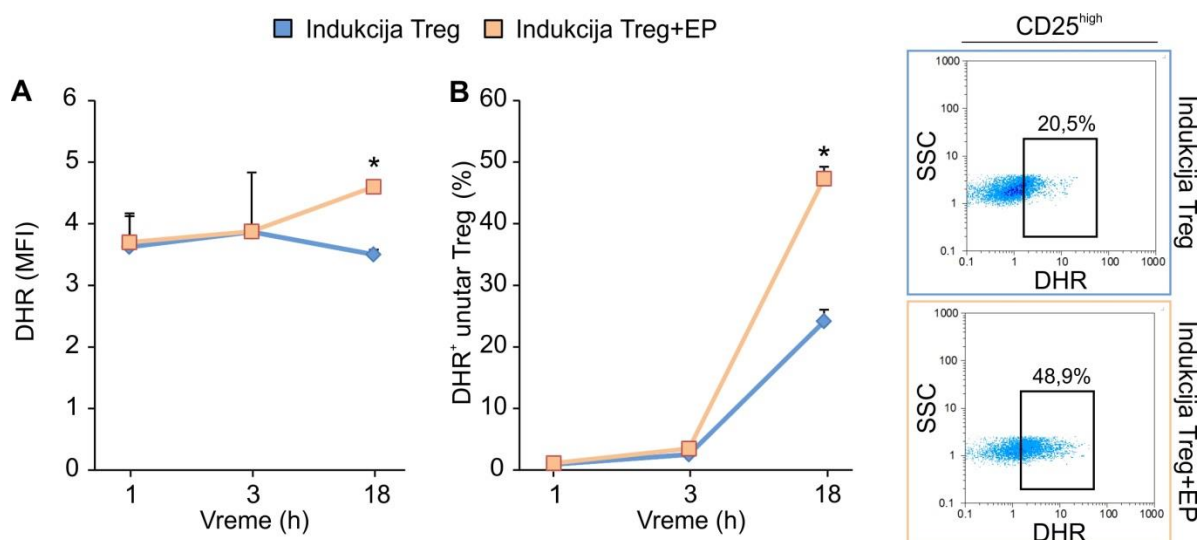 Indukcija Treg Indukcija Treg+EP
A
6
5
4
3
2
1
0
DHR (MFI)
*
1 3 18
Vreme (h)
B
60
50
40
30
20
10
0
DHR⁺ unutar Treg (%)
*
1 3 18
Vreme (h)
CD25high
1000
100
10
1
0.1
SSC
20,5%
0.1 1 10 100 1000
DHR
Indukcija Treg
1000
100
10
1
0.1
SSC
48,9%
0.1 1 10 100 1000
DHR
Indukcija Treg+EP